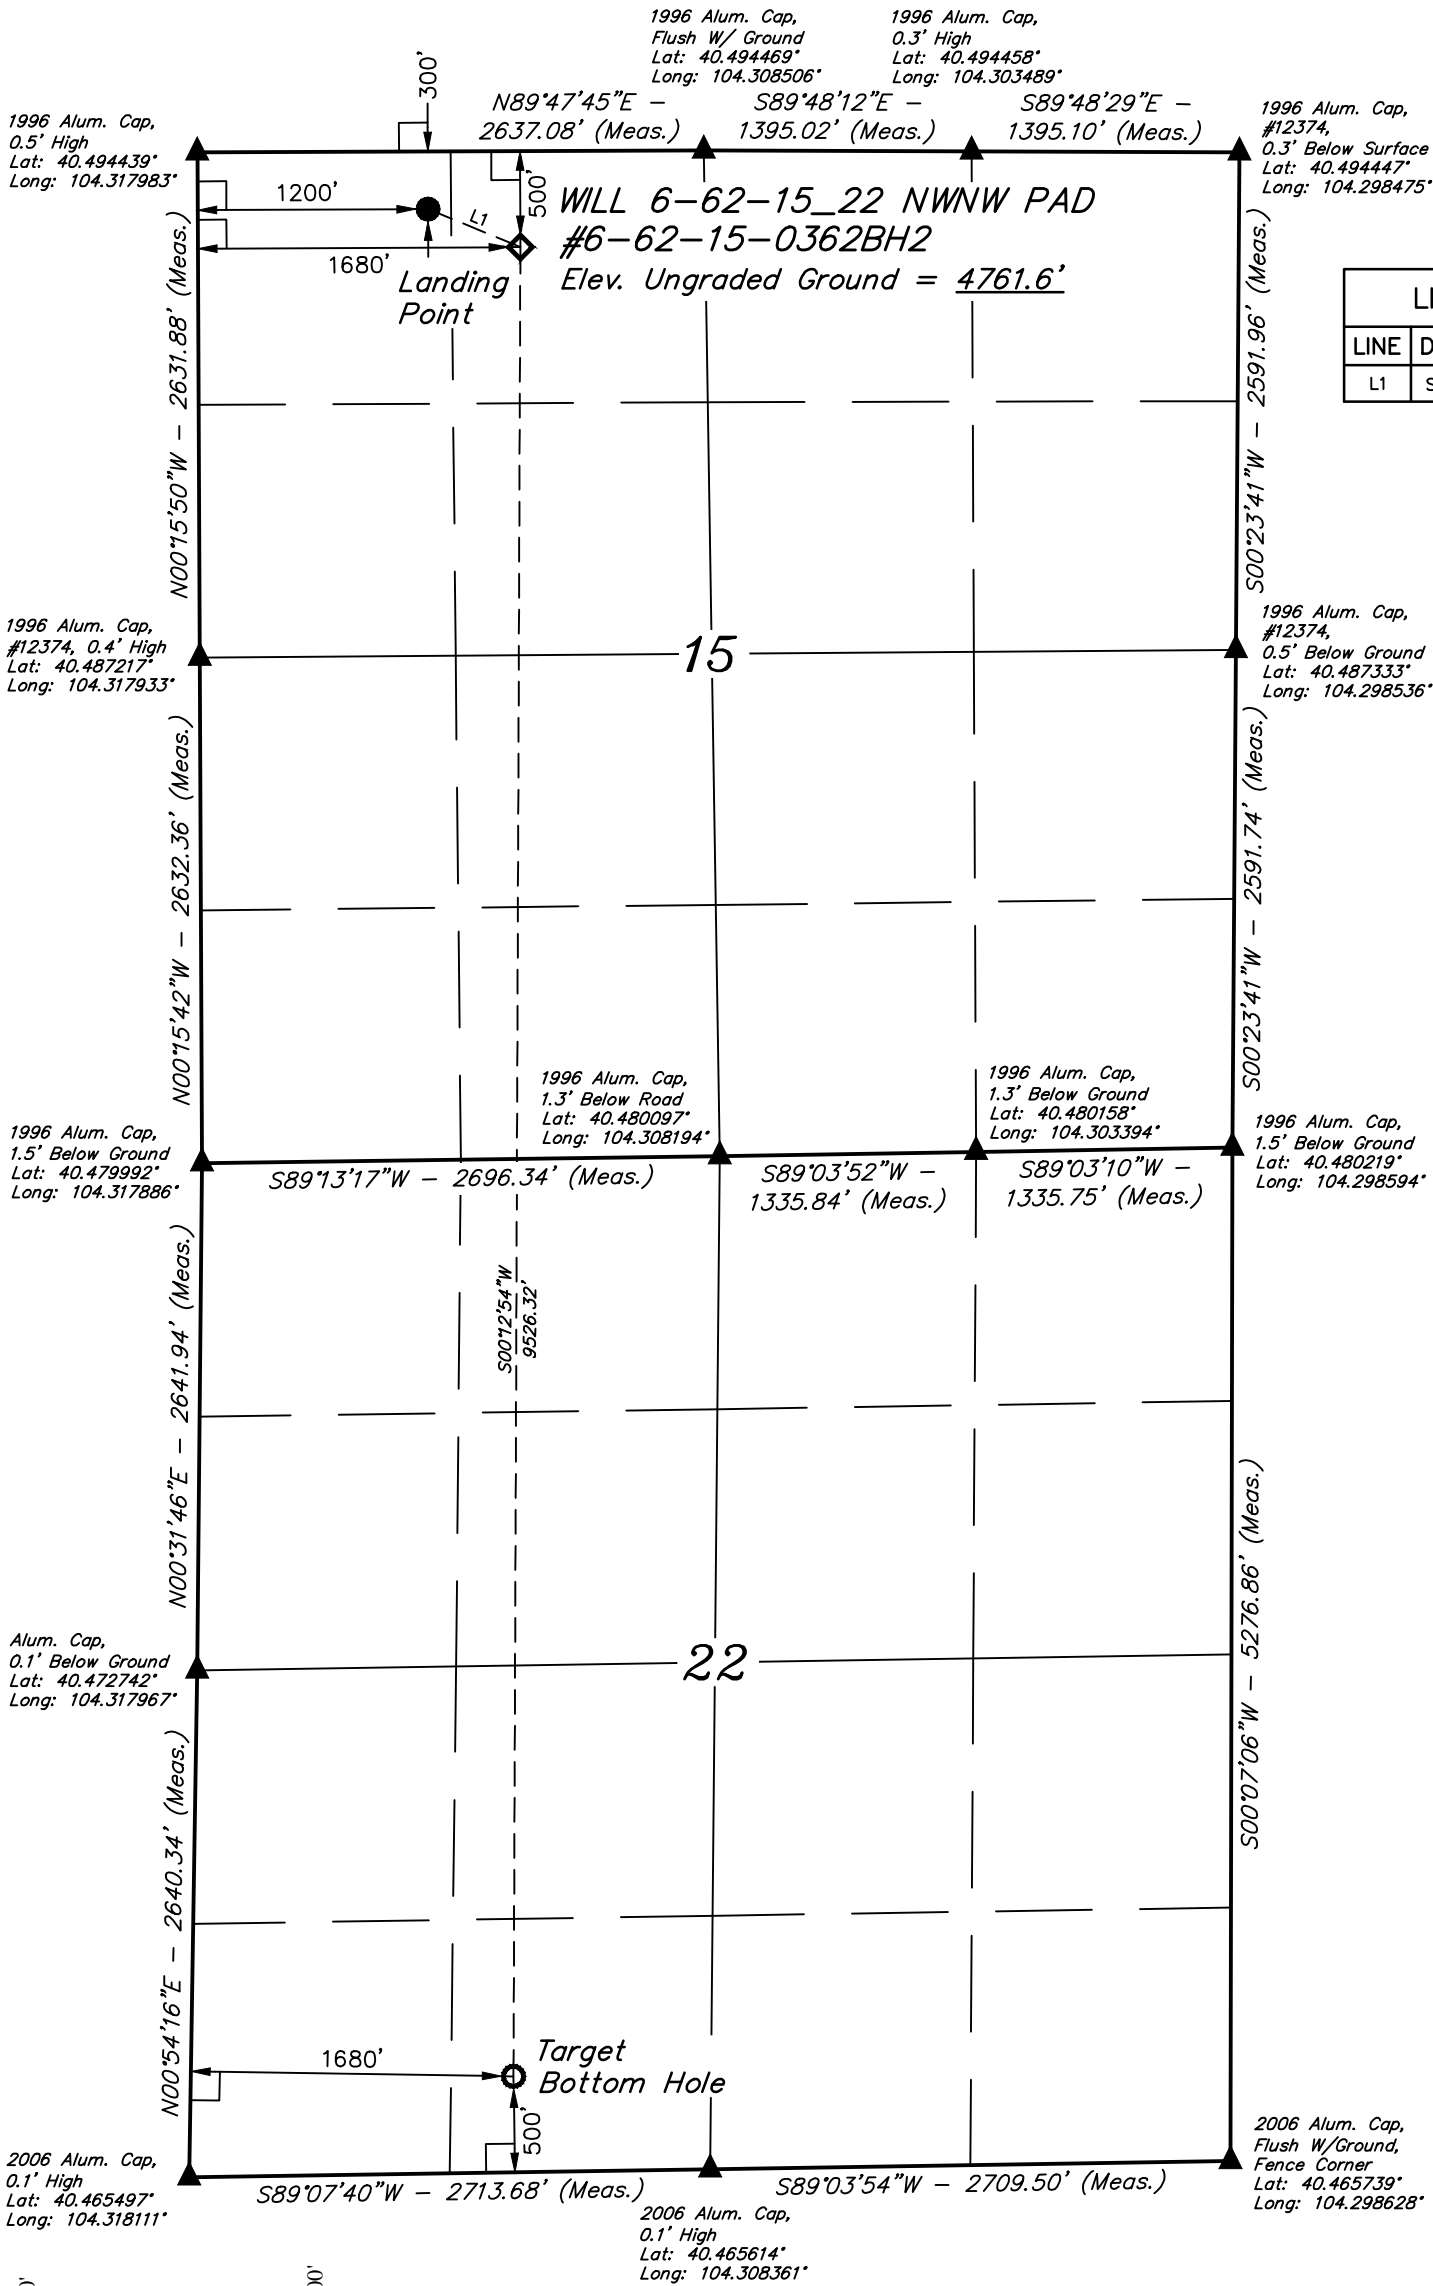 1996 Alum. Cap,
Flush W/ Ground
Lat: 40.494469°
Long: 104.308506°
1996 Alum. Cap,
0.3' High
Lat: 40.494458°
Long: 104.303489°
1996 Alum. Cap,
0.5' High
Lat: 40.494439°
Long: 104.317983°
300'
N89°47'45"E –
2637.08' (Meas.)
S89°48'12"E –
1395.02' (Meas.)
S89°48'29"E –
1395.10' (Meas.)
1996 Alum. Cap,
#12374,
0.3' Below Surface
Lat: 40.494447°
Long: 104.298475°
1200'
L1
500'
1680'
WILL 6-62-15_22 NWNW PAD
#6-62-15-0362BH2
Elev. Ungraded Ground = 4761.6'
Landing
Point
LINE
L1
N00°15'50"W – 2631.88' (Meas.)
S00°23'41"W – 2591.96' (Meas.)
1996 Alum. Cap,
#12374, 0.4' High
Lat: 40.487217°
Long: 104.317933°
15
1996 Alum. Cap,
#12374,
0.5' Below Ground
Lat: 40.487333°
Long: 104.298536°
N00°15'42"W – 2632.36' (Meas.)
S00°23'41"W – 2591.74' (Meas.)
1996 Alum. Cap,
1.3' Below Road
Lat: 40.480097°
Long: 104.308194°
1996 Alum. Cap,
1.3' Below Ground
Lat: 40.480158°
Long: 104.303394°
1996 Alum. Cap,
1.5' Below Ground
Lat: 40.479992°
Long: 104.317886°
1996 Alum. Cap,
1.5' Below Ground
Lat: 40.480219°
Long: 104.298594°
S89°13'17"W – 2696.34' (Meas.)
S89°03'52"W –
1335.84' (Meas.)
S89°03'10"W –
1335.75' (Meas.)
S00°12'54"W
9526.32'
N00°31'46"E – 2641.94' (Meas.)
S00°07'06"W – 5276.86' (Meas.)
Alum. Cap,
0.1' Below Ground
Lat: 40.472742°
Long: 104.317967°
22
N00°54'16"E – 2640.34' (Meas.)
1680'
Target
Bottom Hole
500'
2006 Alum. Cap,
0.1' High
Lat: 40.465497°
Long: 104.318111°
S89°07'40"W – 2713.68' (Meas.)
S89°03'54"W – 2709.50' (Meas.)
2006 Alum. Cap,
0.1' High
Lat: 40.465614°
Long: 104.308361°
2006 Alum. Cap,
Flush W/Ground,
Fence Corner
Lat: 40.465739°
Long: 104.298628°